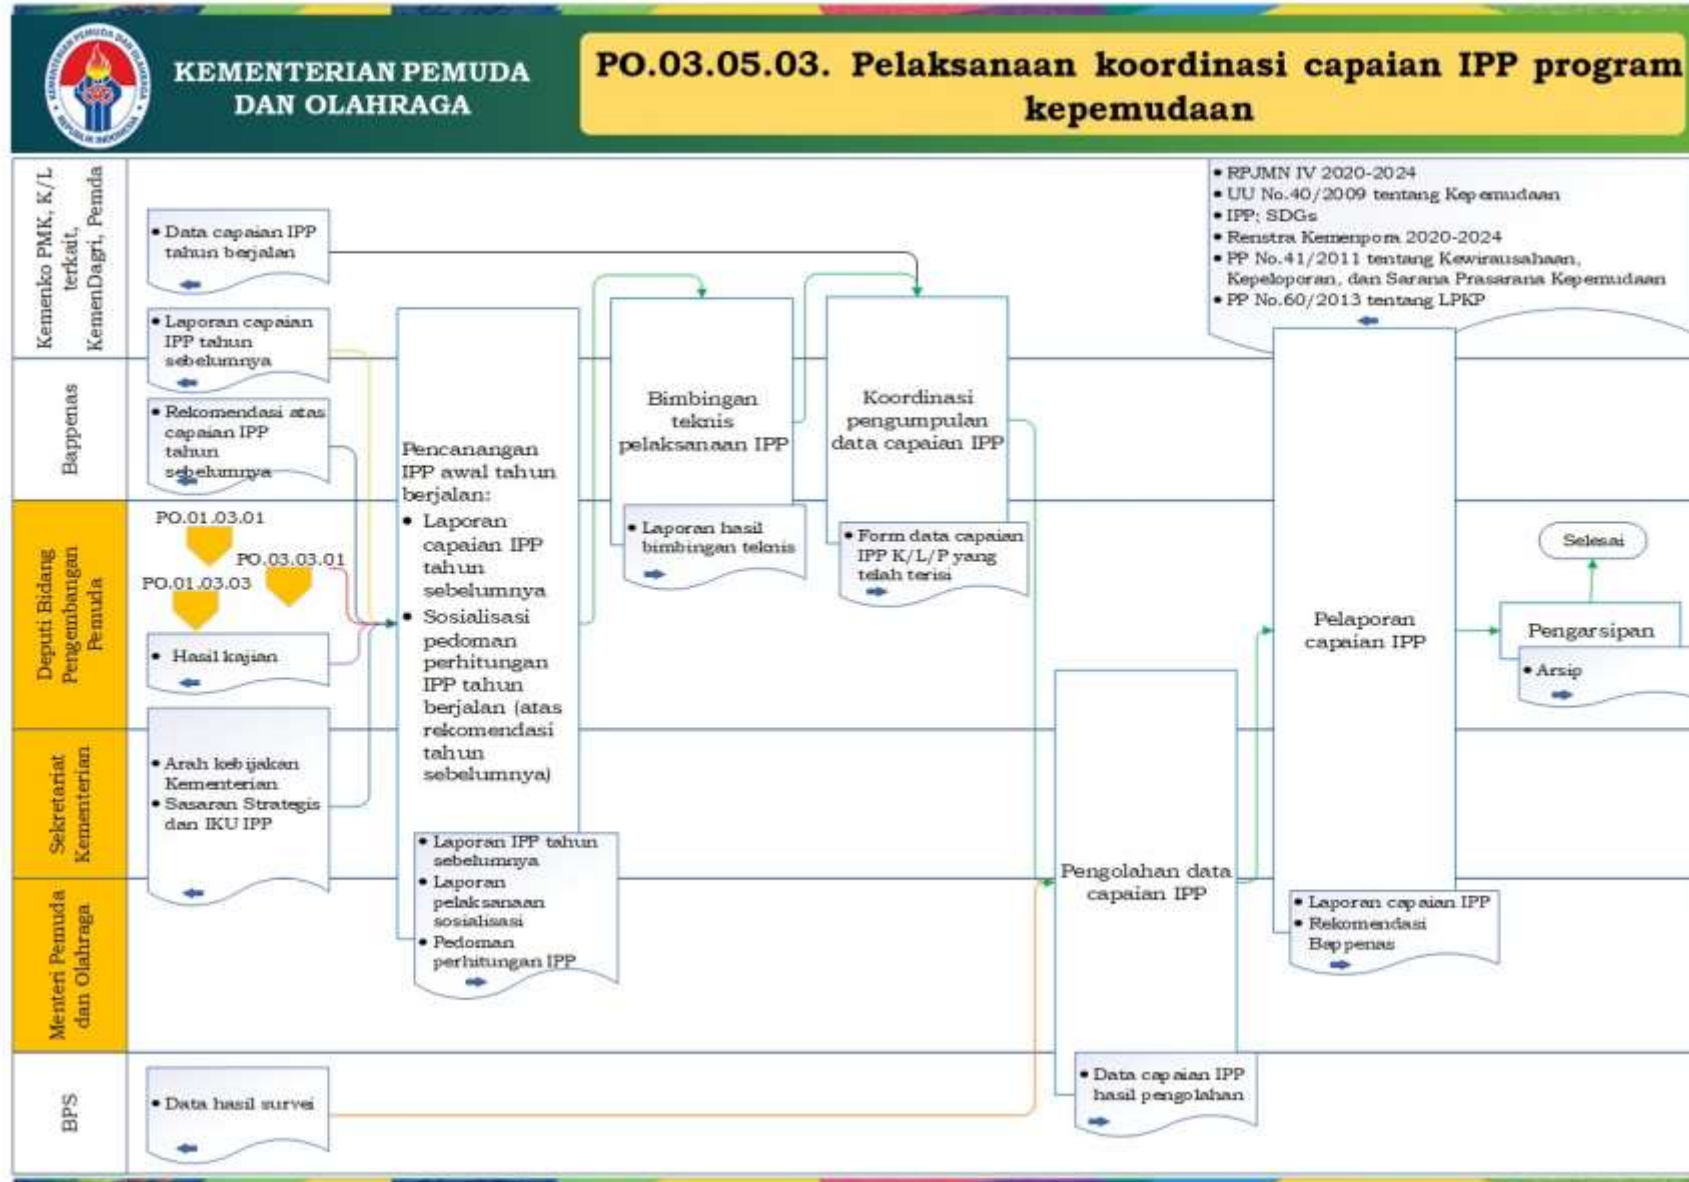 KEMENTERIAN PEMUDA DAN OLAHRAGA
REPUBLIK INDONESIA
KEMENTERIAN PEMUDA
DAN OLAHRAGA
PO.03.05.03. Pelaksanaan koordinasi capaian IPP program
kepemudaan
Kemenko PMK, K/L
terkait,
KemenDagri, Pemda
• Data capaian IPP
tahun berjalan
• Laporan capaian
IPP tahun
sebelumnya
• RPJMN IV 2020-2024
• UU No.40/2009 tentang Kepemudaan
• IPP; SDGs
• Renstra Kemenpora 2020-2024
• PP No.41/2011 tentang Kewirausahaan,
Kepeloporan, dan Sarana Prasarana Kepemudaan
• PP No.60/2013 tentang LPKP
Bappenas
• Rekomendasi atas
capaian IPP
tahun
sebelumnya
Deputi Bidang
Pengembangan
Pemuda
PO.01.03.01
PO.03.03.01
PO.01.03.03
• Hasil kajian
Sekretariat
Kementerian
• Arah kebijakan
Kementerian
• Sasaran Strategis
dan IKU IPP
Menteri Pemuda
dan Olahraga
BPS
• Data hasil survei
Pencanangan
IPP awal tahun
berjalan:
• Laporan
capaian IPP
tahun
sebelumnya
• Sosialisasi
pedoman
perhitungan
IPP tahun
berjalan (atas
rekomendasi
tahun
sebelumnya)
• Laporan IPP tahun
sebelumnya
• Laporan
pelaksanaan
sosialisasi
• Pedoman
perhitungan IPP
Bimbingan
teknis
pelaksanaan IPP
• Laporan hasil
bimbingan teknis
Koordinasi
pengumpulan
data capaian IPP
• Form data capaian
IPP K/L/P yang
telah terisi
Pengolahan data
capaian IPP
• Data capaian IPP
hasil pengolahan
Pelaporan
capaian IPP
• Laporan capaian IPP
• Rekomendasi
Bappenas
Selesai
Pengarsipan
• Arsip